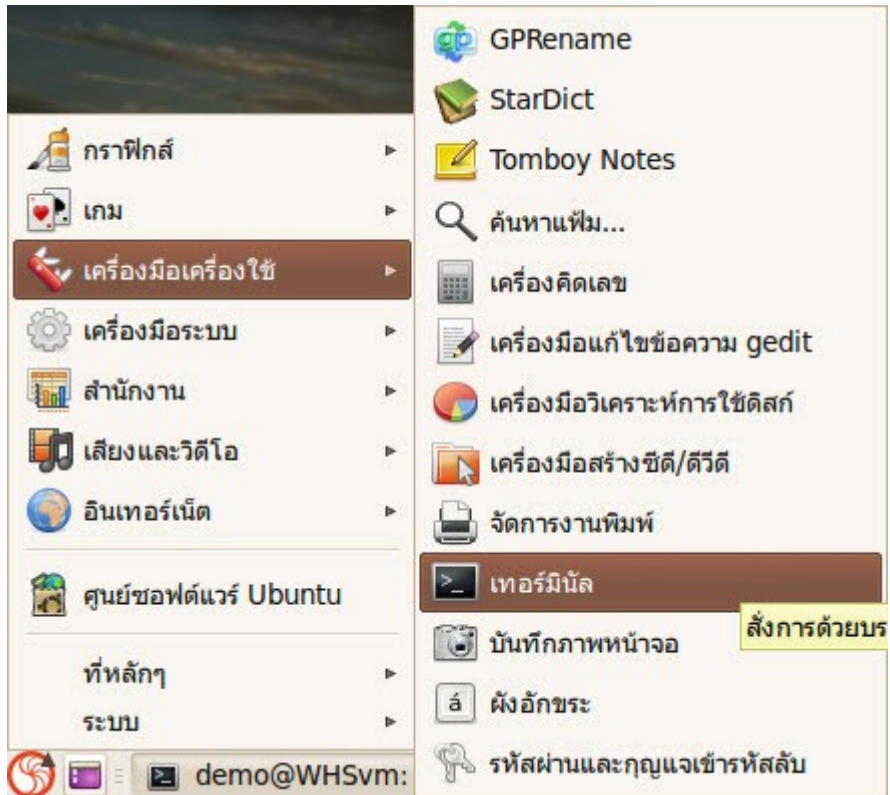 กราฟิกส์
เกม
เครื่องมือเครื่องใช้
เครื่องมือระบบ
สำนักงาน
เสียงและวิดีโอ
อินเทอร์เน็ต
ศูนย์ซอฟต์แวร์ Ubuntu
ที่หลักๆ
ระบบ
demo@WHSvm:
GPRename
StarDict
Tomboy Notes
ค้นหาแฟ้ม...
เครื่องคิดเลข
เครื่องมือแก้ไขข้อความ gedit
เครื่องมือวิเคราะห์การใช้ดิสก์
เครื่องมือสร้างซีดี/ดีวีดี
จัดการงานพิมพ์
เทอร์มินัล
สั่งการด้วยบร
บันทึกภาพหน้าจอ
ผังอักขระ
รหัสผ่านและกุญแจเข้ารหัสลับ